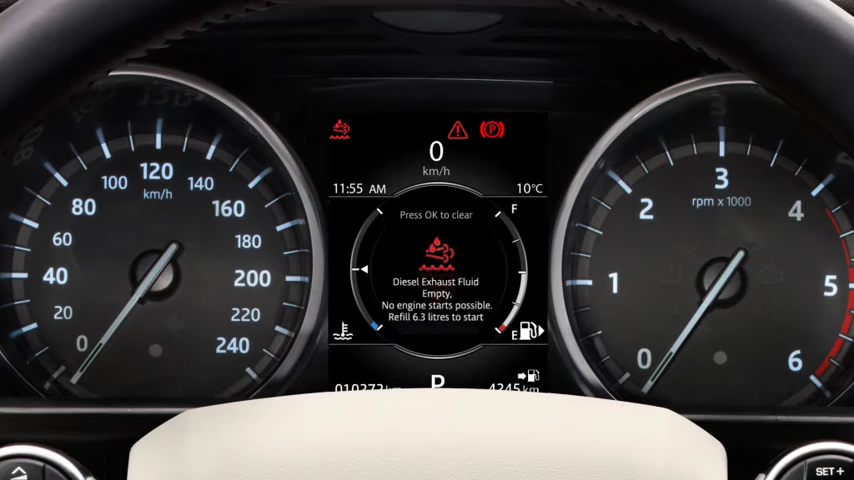 0
km/h
11:55 AM
10°C
Press OK to clear
F
Diesel Exhaust Fluid
Empty,
No engine starts possible.
Refill 6.3 litres to start
E
P
010272km
4245km
0
20
40
60
80
100
120
km/h
140
160
180
200
220
240
0
1
2
3
rpm x 1000
4
5
6
P
SET+